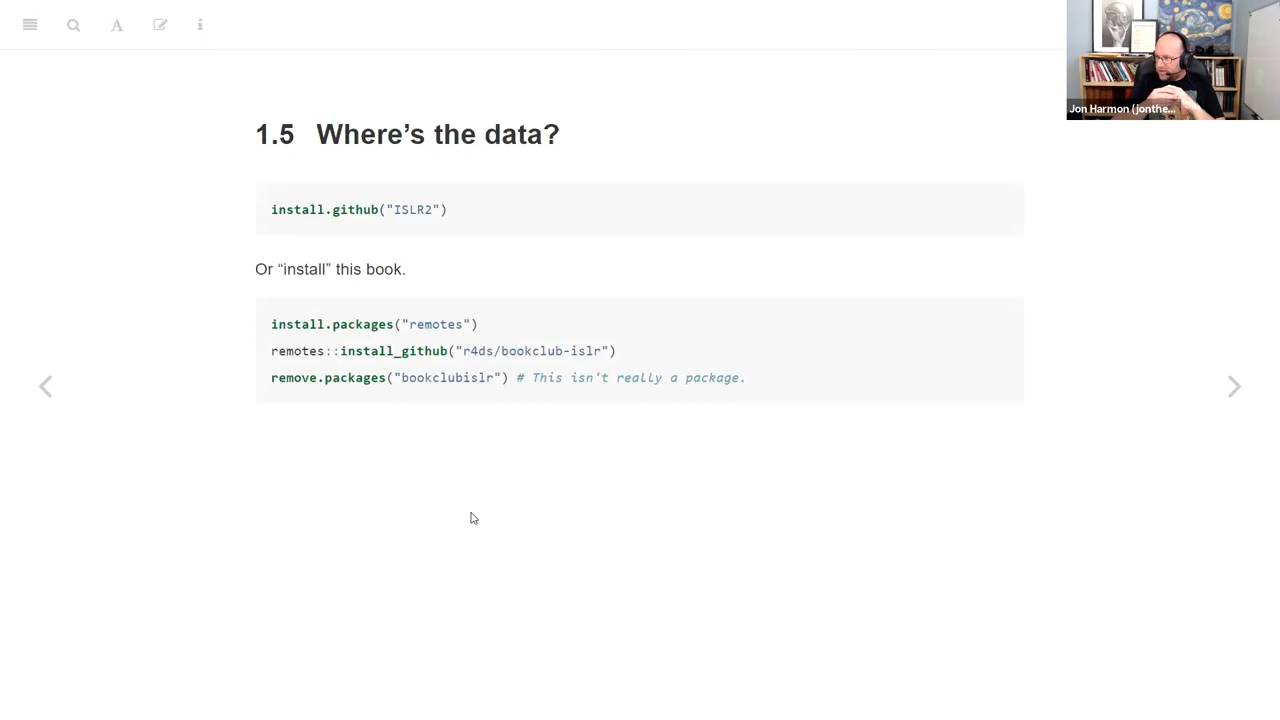 1.5 Where's the data?
install.github("ISLR2")
Or “install” this book.
install.packages("remotes")
remotes::install_github("r4ds/bookclub-islr")
remove.packages("bookclubislr") # This isn't really a package.
Jon Harmon (jonthe...